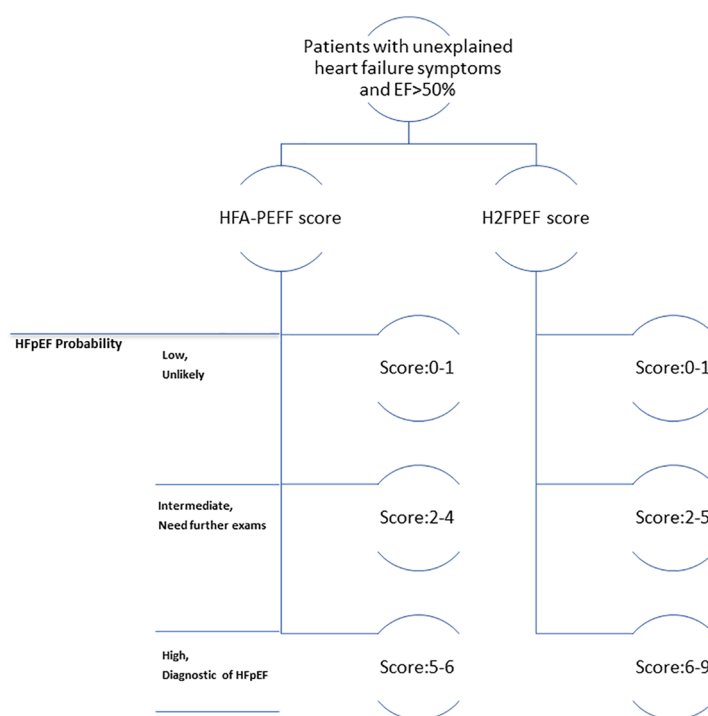 Patients with unexplained
heart failure symptoms
and EF>50%
HFA-PEFF score
H2FPEF score
HFpEF Probability
Low,
Unlikely
Score:0-1
Score:0-1
Intermediate,
Need further exams
Score:2-4
Score:2-5
High,
Diagnostic of HFpEF
Score:5-6
Score:6-9